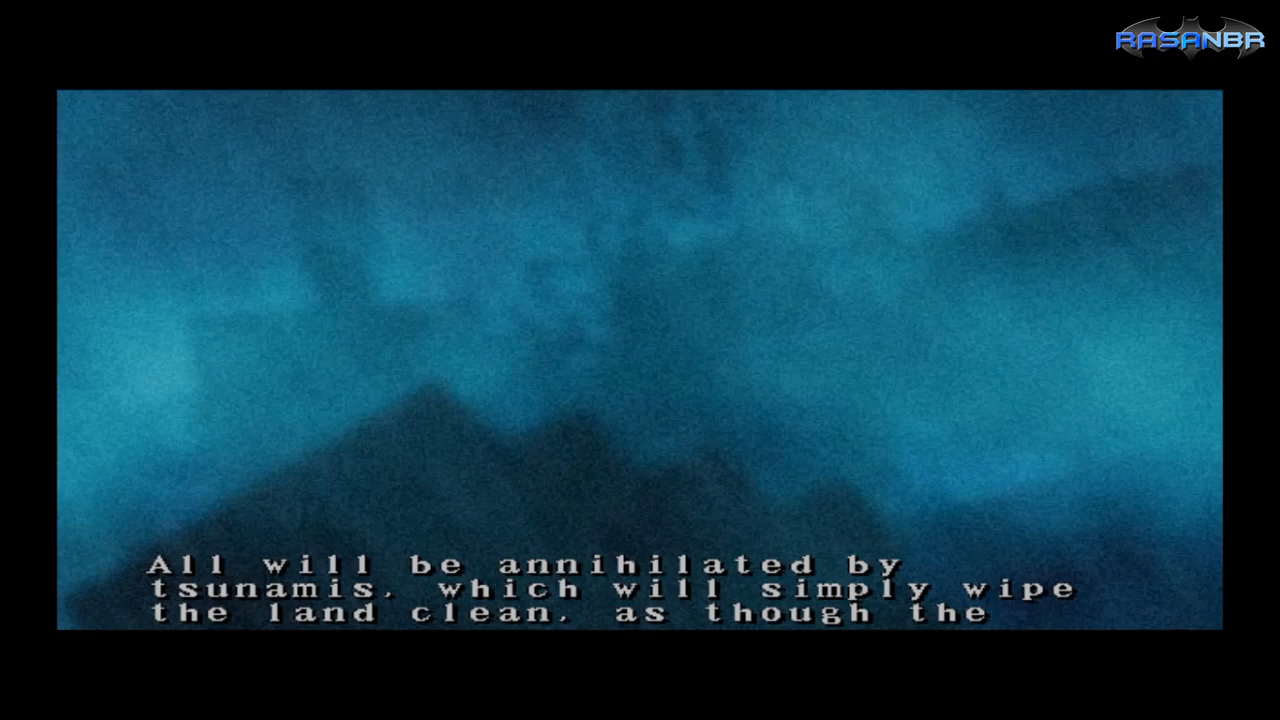 RASANBR
All will be annihilated by
tsunamis, which will simply wipe
the land clean, as though the